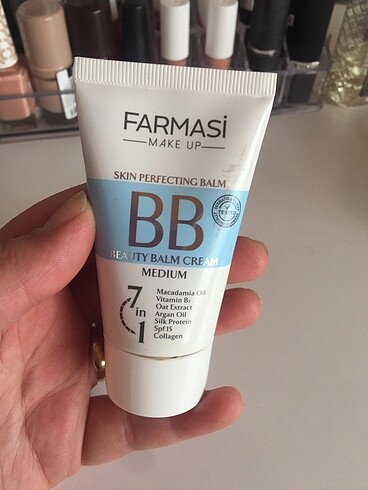 FARMASİ
MAKE UP
SKIN PERFECTING BALM
BB
BEAUTY BALM CREAM
MEDIUM
7 in 1
Macadamia Oil
Vitamin B5
Oat Extract
Argan Oil
Silk Protein
Spf 15
Collagen
TESTED